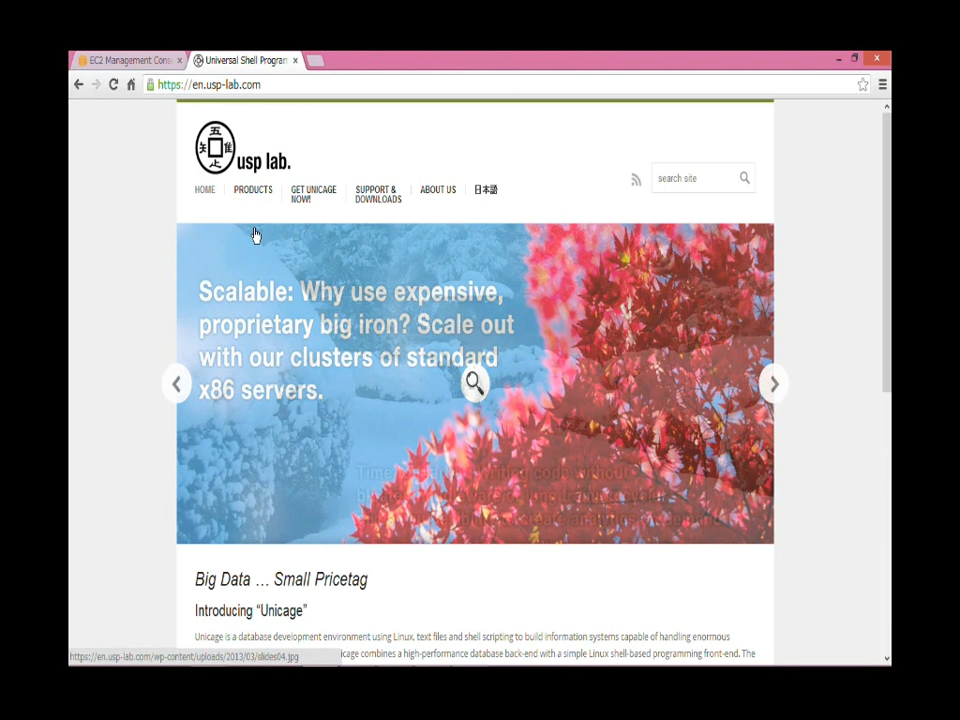 EC2 Management Cons
Universal Shell Program
https://en.usp-lab.com
五
知 唯
止
usp lab.
search site
HOME
PRODUCTS
GET UNICAGE
NOW!
SUPPORT &
DOWNLOADS
ABOUT US
日本語
Scalable: Why use expensive,
proprietary big iron? Scale out
with our clusters of standard
x86 servers.
Big Data … Small Pricetag
Introducing “Unicage”
Unicage is a database development environment using Linux, text files and shell scripting to build information systems capable of handling enormous
icage combines a high-performance database back-end with a simple Linux shell-based programming front-end. The
https://en.usp-lab.com/wp-content/uploads/2013/03/slides04.jpg